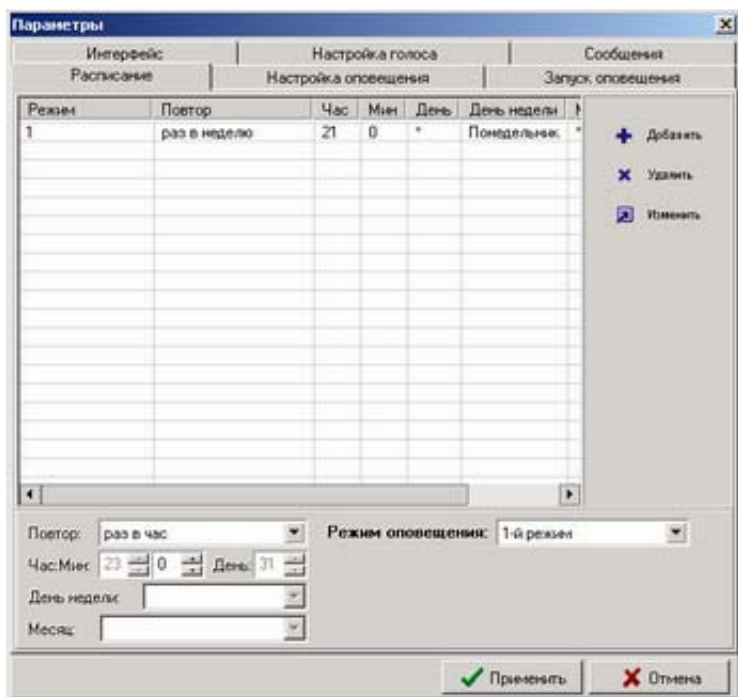 Параметры
Интерфейс Настройка голоса Сообщения
Расписание Настройка оповещения Запуск оповещения
Режим Повтор Час Мин День День недели
1 раз в неделю 21 0 * Понедельник *
Добавить
Удалить
Изменить
Повтор: раз в час Режим оповещения: 1-й режим
Час:Мин: 23 0 День: 31
День недели:
Месяц:
Применить Отмена